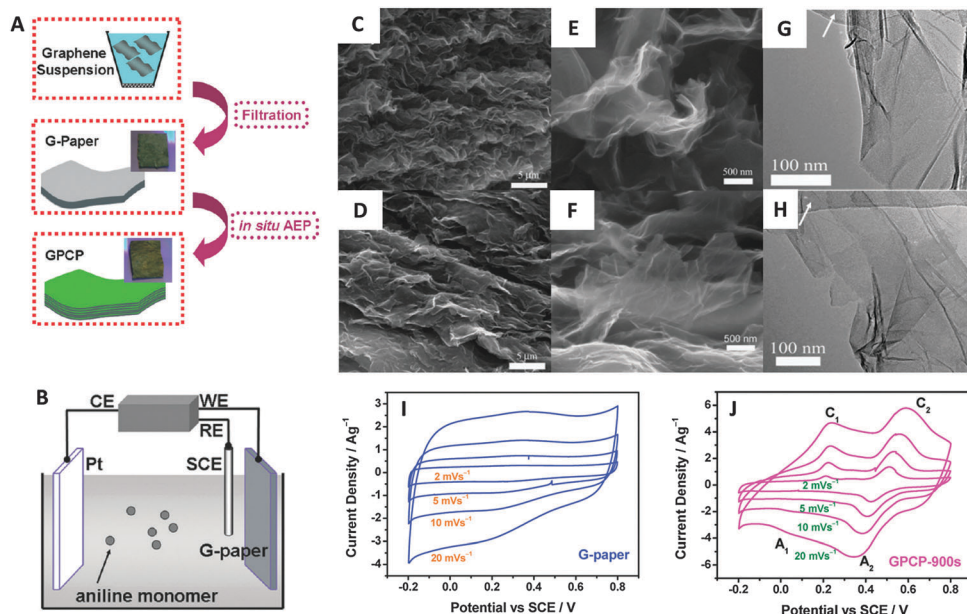 A
Graphene
Suspension
Filtration
G-Paper
in situ AEP
GPCP
B
CE
WE
RE
Pt
SCE
G-paper
aniline monomer
C
5 μm
D
5 μm
E
500 nm
F
500 nm
G
100 nm
H
100 nm
I
Current Density / Ag⁻¹
3
2
1
0
-1
-2
-3
-4
2 mVs⁻¹
5 mVs⁻¹
10 mVs⁻¹
20 mVs⁻¹
G-paper
-0.2 0.0 0.2 0.4 0.6 0.8
Potential vs SCE / V
J
Current Density / Ag⁻¹
6
4
2
0
-2
-4
-6
C₁
C₂
2 mVs⁻¹
5 mVs⁻¹
10 mVs⁻¹
20 mVs⁻¹
A₁
A₂
GPCP-900s
-0.2 0.0 0.2 0.4 0.6 0.8
Potential vs SCE / V